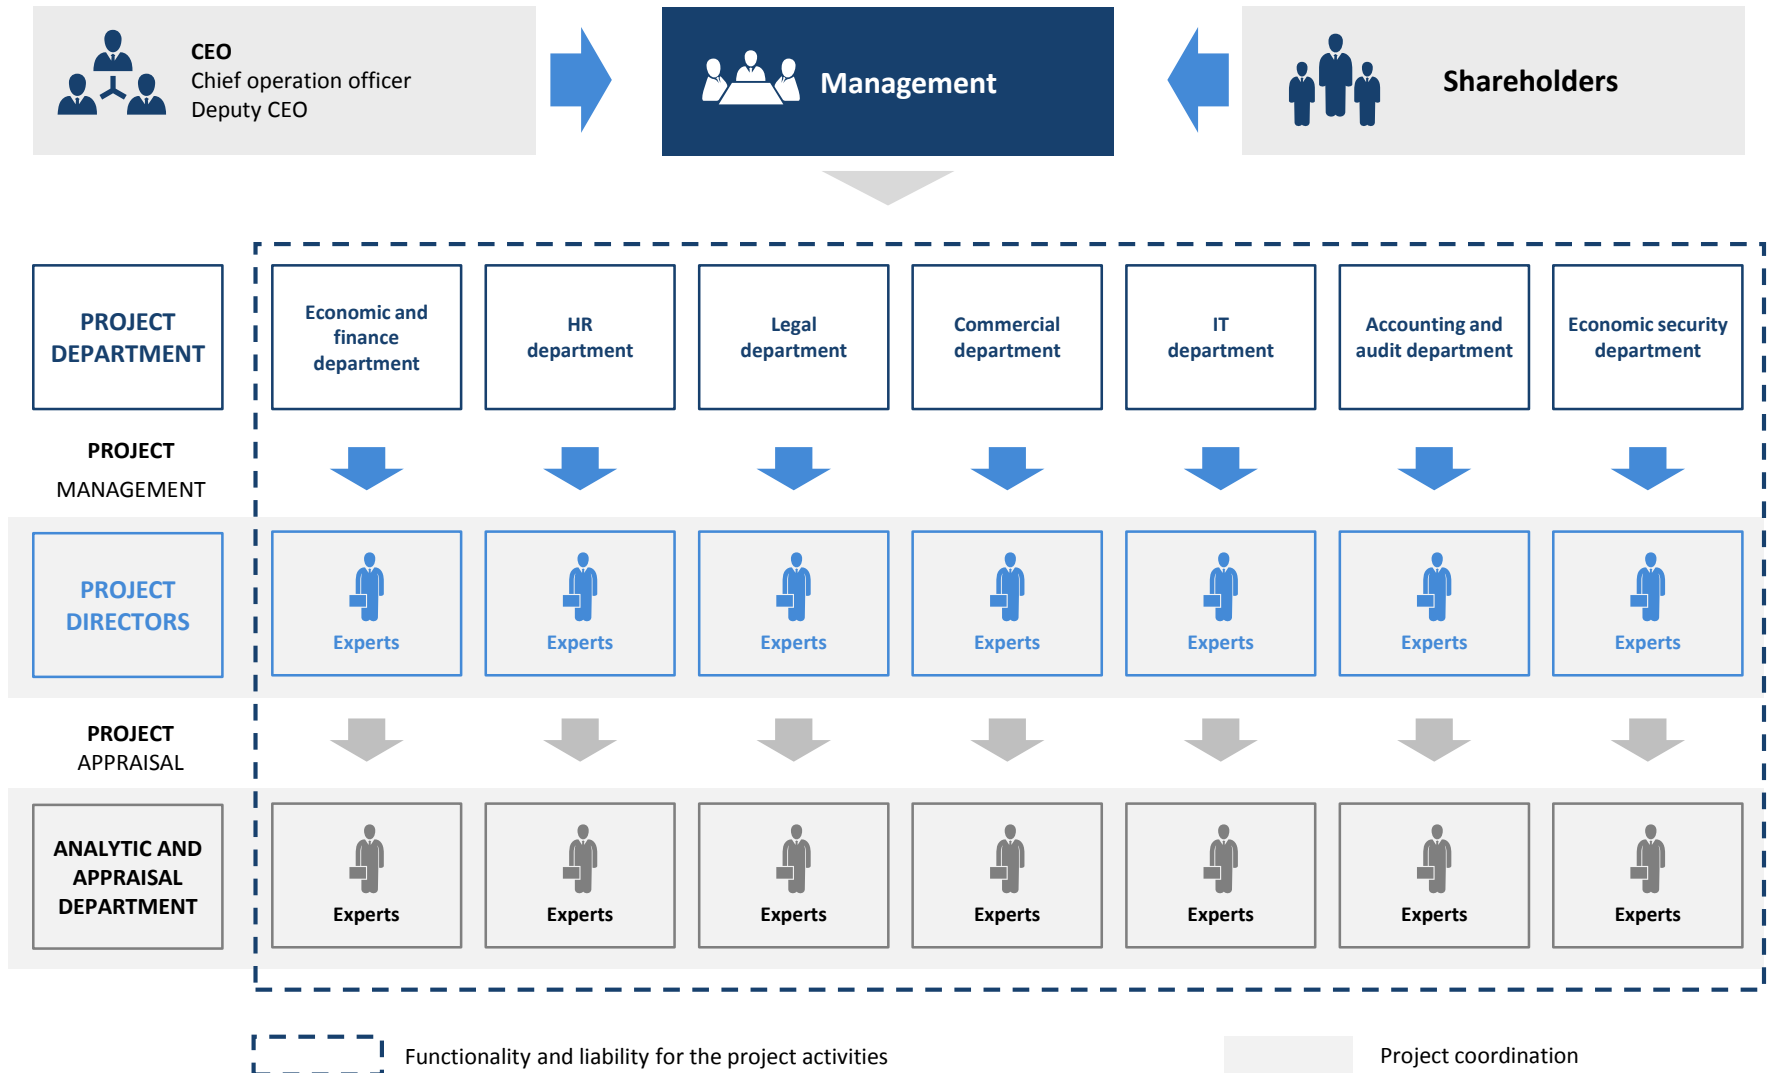 CEO
Chief operation officer
Deputy CEO
Management
Shareholders
PROJECT
DEPARTMENT
Economic and
finance
department
HR
department
Legal
department
Commercial
department
IT
department
Accounting and
audit department
Economic security
department
PROJECT
MANAGEMENT
PROJECT
DIRECTORS
Experts
Experts
Experts
Experts
Experts
Experts
Experts
PROJECT
APPRAISAL
ANALYTIC AND
APPRAISAL
DEPARTMENT
Experts
Experts
Experts
Experts
Experts
Experts
Experts
Functionality and liability for the project activities
Project coordination